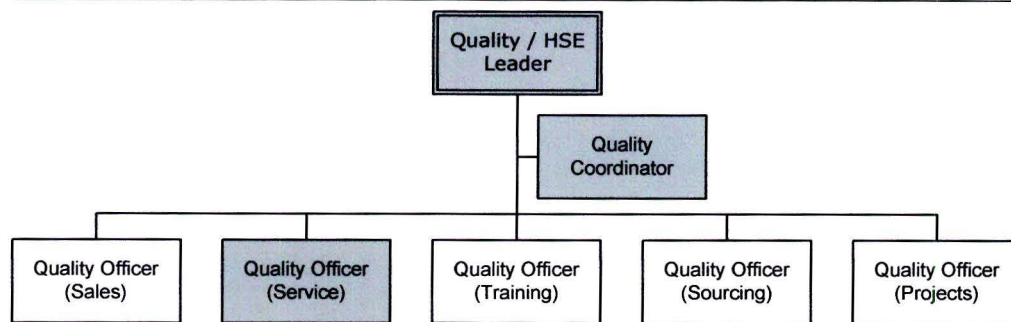 Quality / HSE
Leader
Quality
Coordinator
Quality Officer
(Sales)
Quality Officer
(Service)
Quality Officer
(Training)
Quality Officer
(Sourcing)
Quality Officer
(Projects)